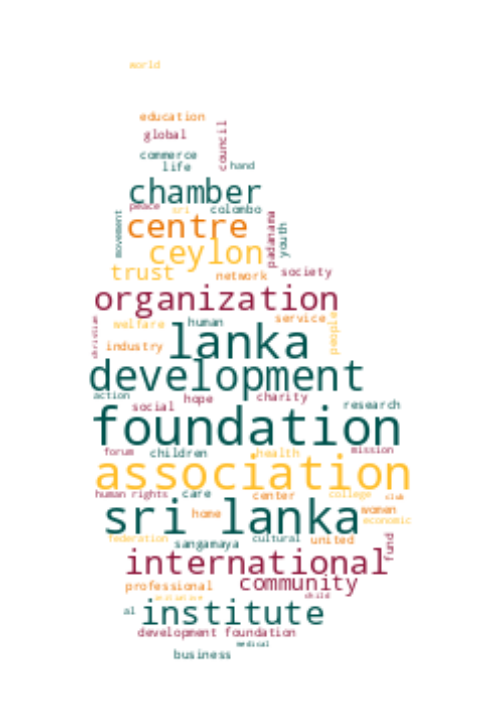 world
education
global
council
commerce
life
hand
chamber
peace
sri
colombo
movement
centre
padanama
youth
ceylon
trust
network
society
organization
christian
welfare
human
service
people
lanka
industry
development
action
hope
charity
social
research
foundation
forum
children
health
mission
association
human rights
care
center
college
club
sri lanka
home
women
economic
federation
sangamaya
cultural
united
fund
international
professional
community
initiative
child
al
institute
development foundation
medical
business